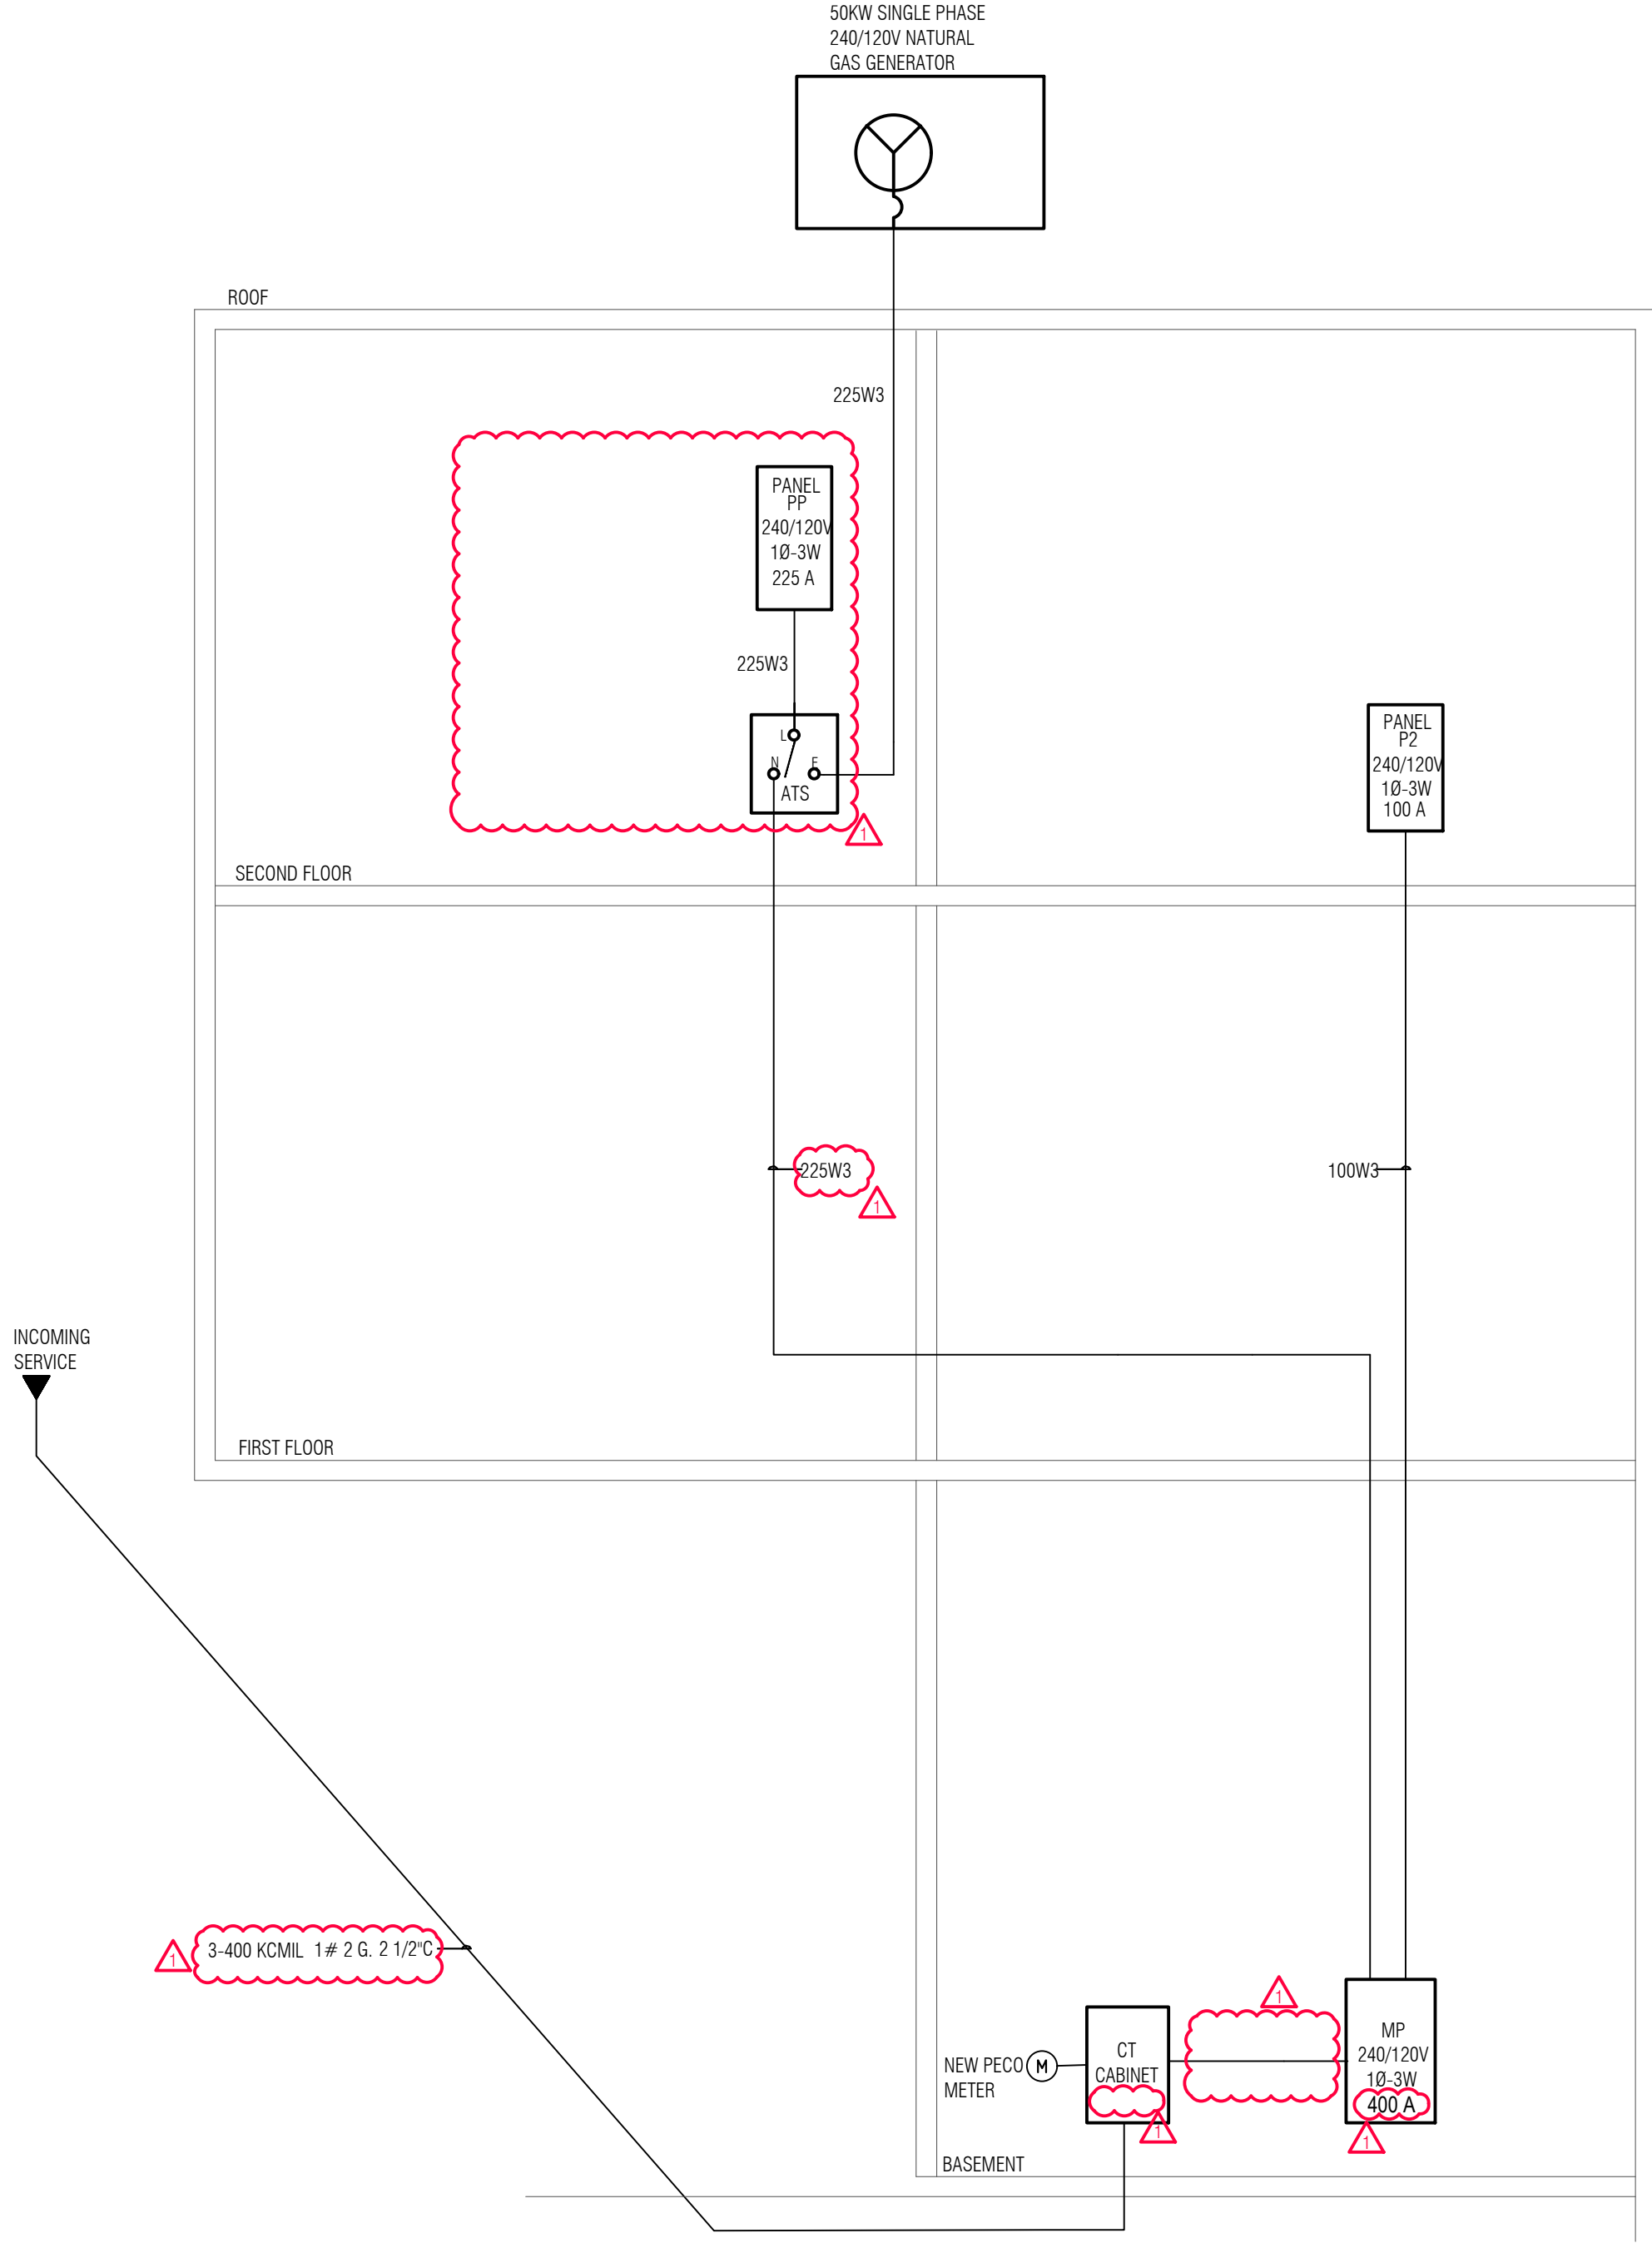 50KW SINGLE PHASE
240/120V NATURAL
GAS GENERATOR
ROOF
225W3
PANEL
PP
240/120V
1Ø-3W
225 A
225W3
L
N E
ATS
1
PANEL
P2
240/120V
1Ø-3W
100 A
SECOND FLOOR
225W3
1
100W3
INCOMING
SERVICE
FIRST FLOOR
1
3-400 KCMIL 1# 2 G. 2 1/2"C
1
NEW PECO
METER
M
CT
CABINET
1
MP
240/120V
1Ø-3W
400 A
1
BASEMENT